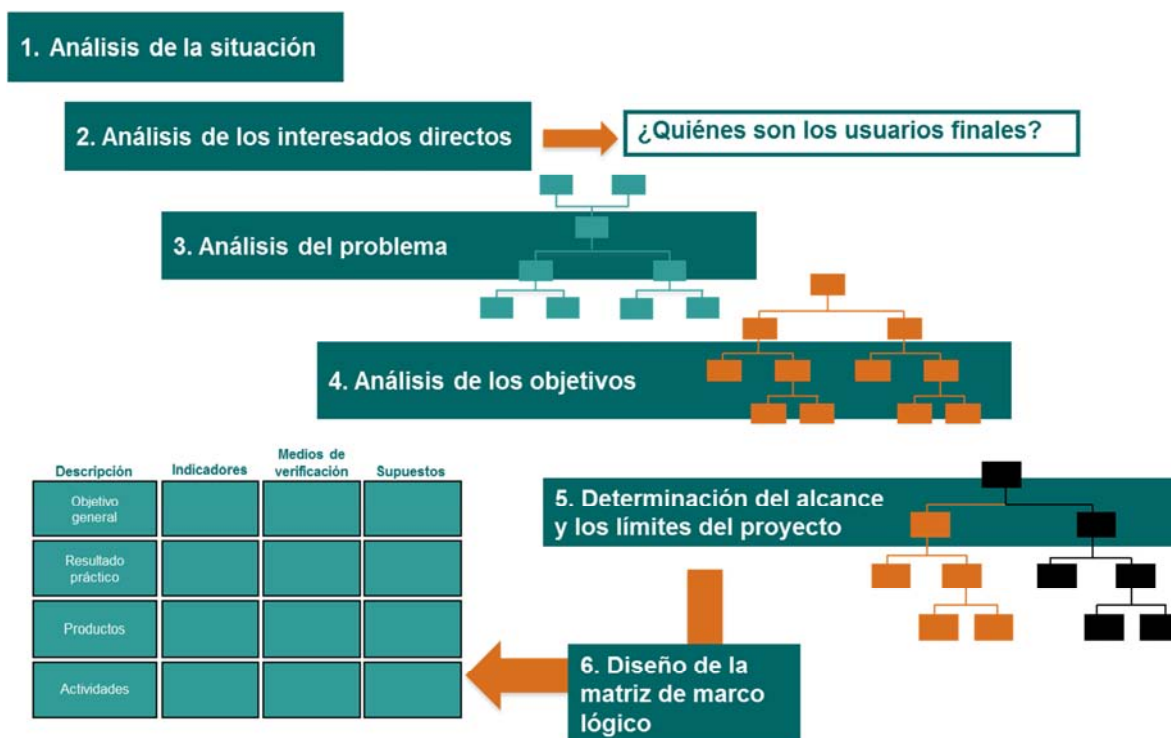 1. Análisis de la situación
2. Análisis de los interesados directos
¿Quiénes son los usuarios finales?
3. Análisis del problema
4. Análisis de los objetivos
5. Determinación del alcance
y los límites del proyecto
6. Diseño de la
matriz de marco
lógico
Descripción
Indicadores
Medios de
verificación
Supuestos
Objetivo
general
Resultado
práctico
Productos
Actividades